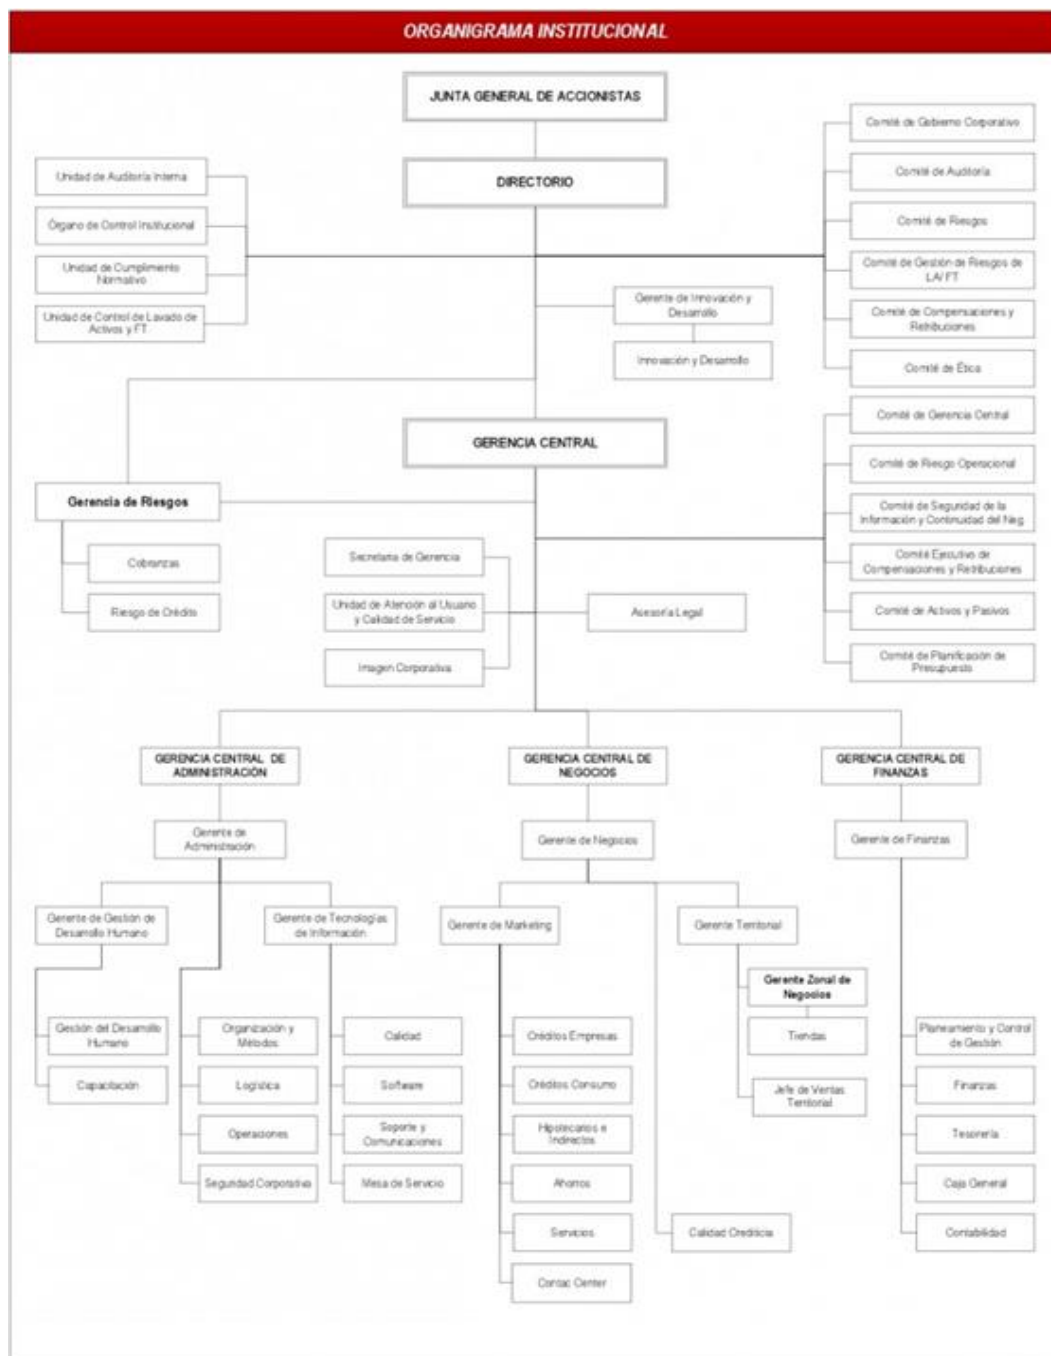 ORGANIGRAMA INSTITUCIONAL
JUNTA GENERAL DE ACCIONISTAS
DIRECTORIO
Unidad de Auditoría Interna
Órgano de Control Institucional
Unidad de Cumplimiento
Normativo
Unidad de Control de Lavado de
Activos y FT
Comité de Gobierno Corporativo
Comité de Auditoría
Comité de Riesgos
Comité de Gestión de Riesgos de
LA/ FT
Comité de Compensaciones y
Retribuciones
Comité de Ética
Gerente de Innovación y
Desarrollo
Innovación y Desarrollo
GERENCIA CENTRAL
Comité de Gerencia Central
Comité de Riesgo Operacional
Comité de Seguridad de la
Información y Continuidad del Neg.
Comité Ejecutivo de
Compensaciones y Retribuciones
Comité de Activos y Pasivos
Comité de Planificación de
Presupuesto
Gerencia de Riesgos
Cobranzas
Riesgo de Crédito
Secretaria de Gerencia
Unidad de Atención al Usuario
y Calidad de Servicio
Imagen Corporativa
Asesoría Legal
GERENCIA CENTRAL DE
ADMINISTRACIÓN
GERENCIA CENTRAL DE
NEGOCIOS
GERENCIA CENTRAL DE
FINANZAS
Gerente de
Administración
Gerente de Negocios
Gerente de Finanzas
Gerente de Gestión de
Desarrollo Humano
Gerente de Tecnologías
de Información
Gerente de Marketing
Gerente Territorial
Gerente Zonal de
Negocios
Tiendas
Jefe de Ventas
Territorial
Gestión del Desarrollo
Humano
Capacitación
Organización y
Métodos
Logística
Operaciones
Seguridad Corporativa
Calidad
Software
Soporte y
Comunicaciones
Mesa de Servicio
Créditos Empresas
Créditos Consumo
Hipotecarios e
Indirectos
Ahorros
Servicios
Contac Center
Calidad Crediticia
Planeamiento y Control
de Gestión
Finanzas
Tesorería
Caja General
Contabilidad